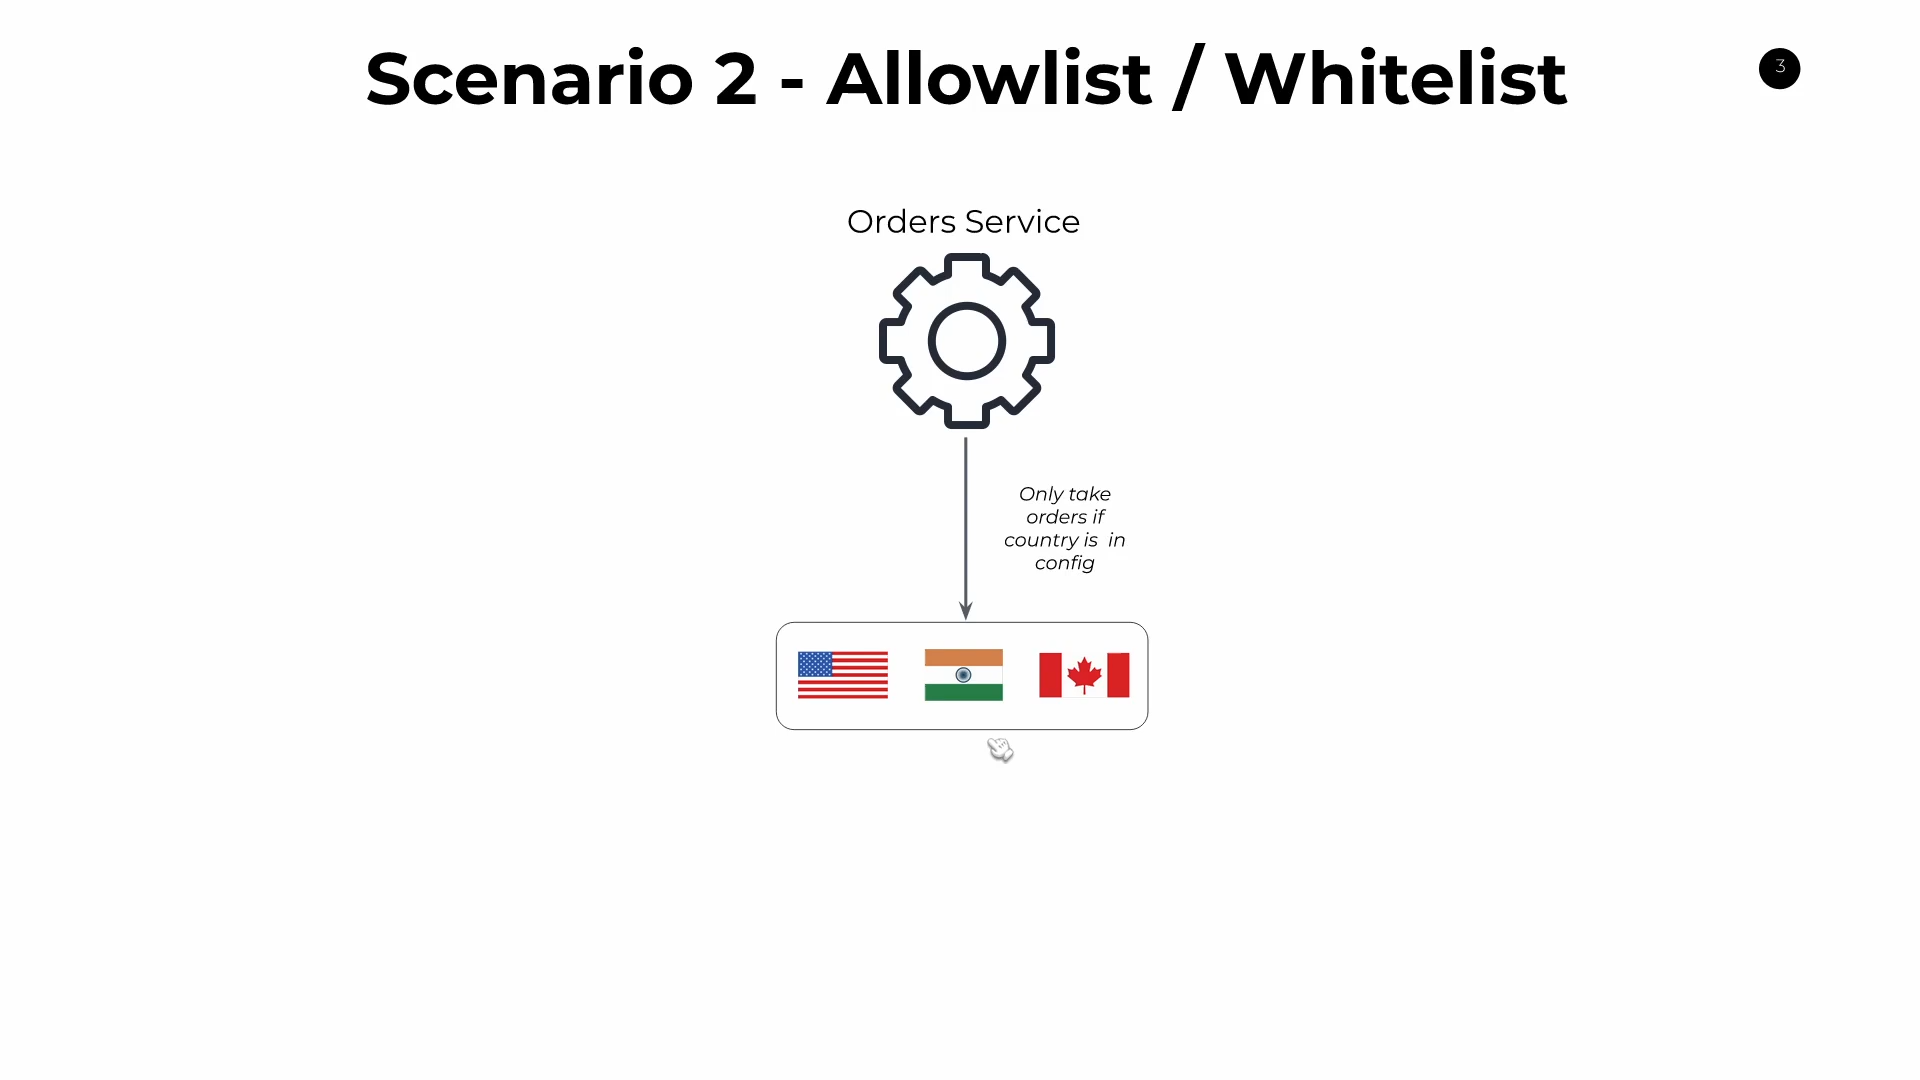 Scenario 2 - Allowlist / Whitelist
3
Orders Service
Only take
orders if
country is  in
config